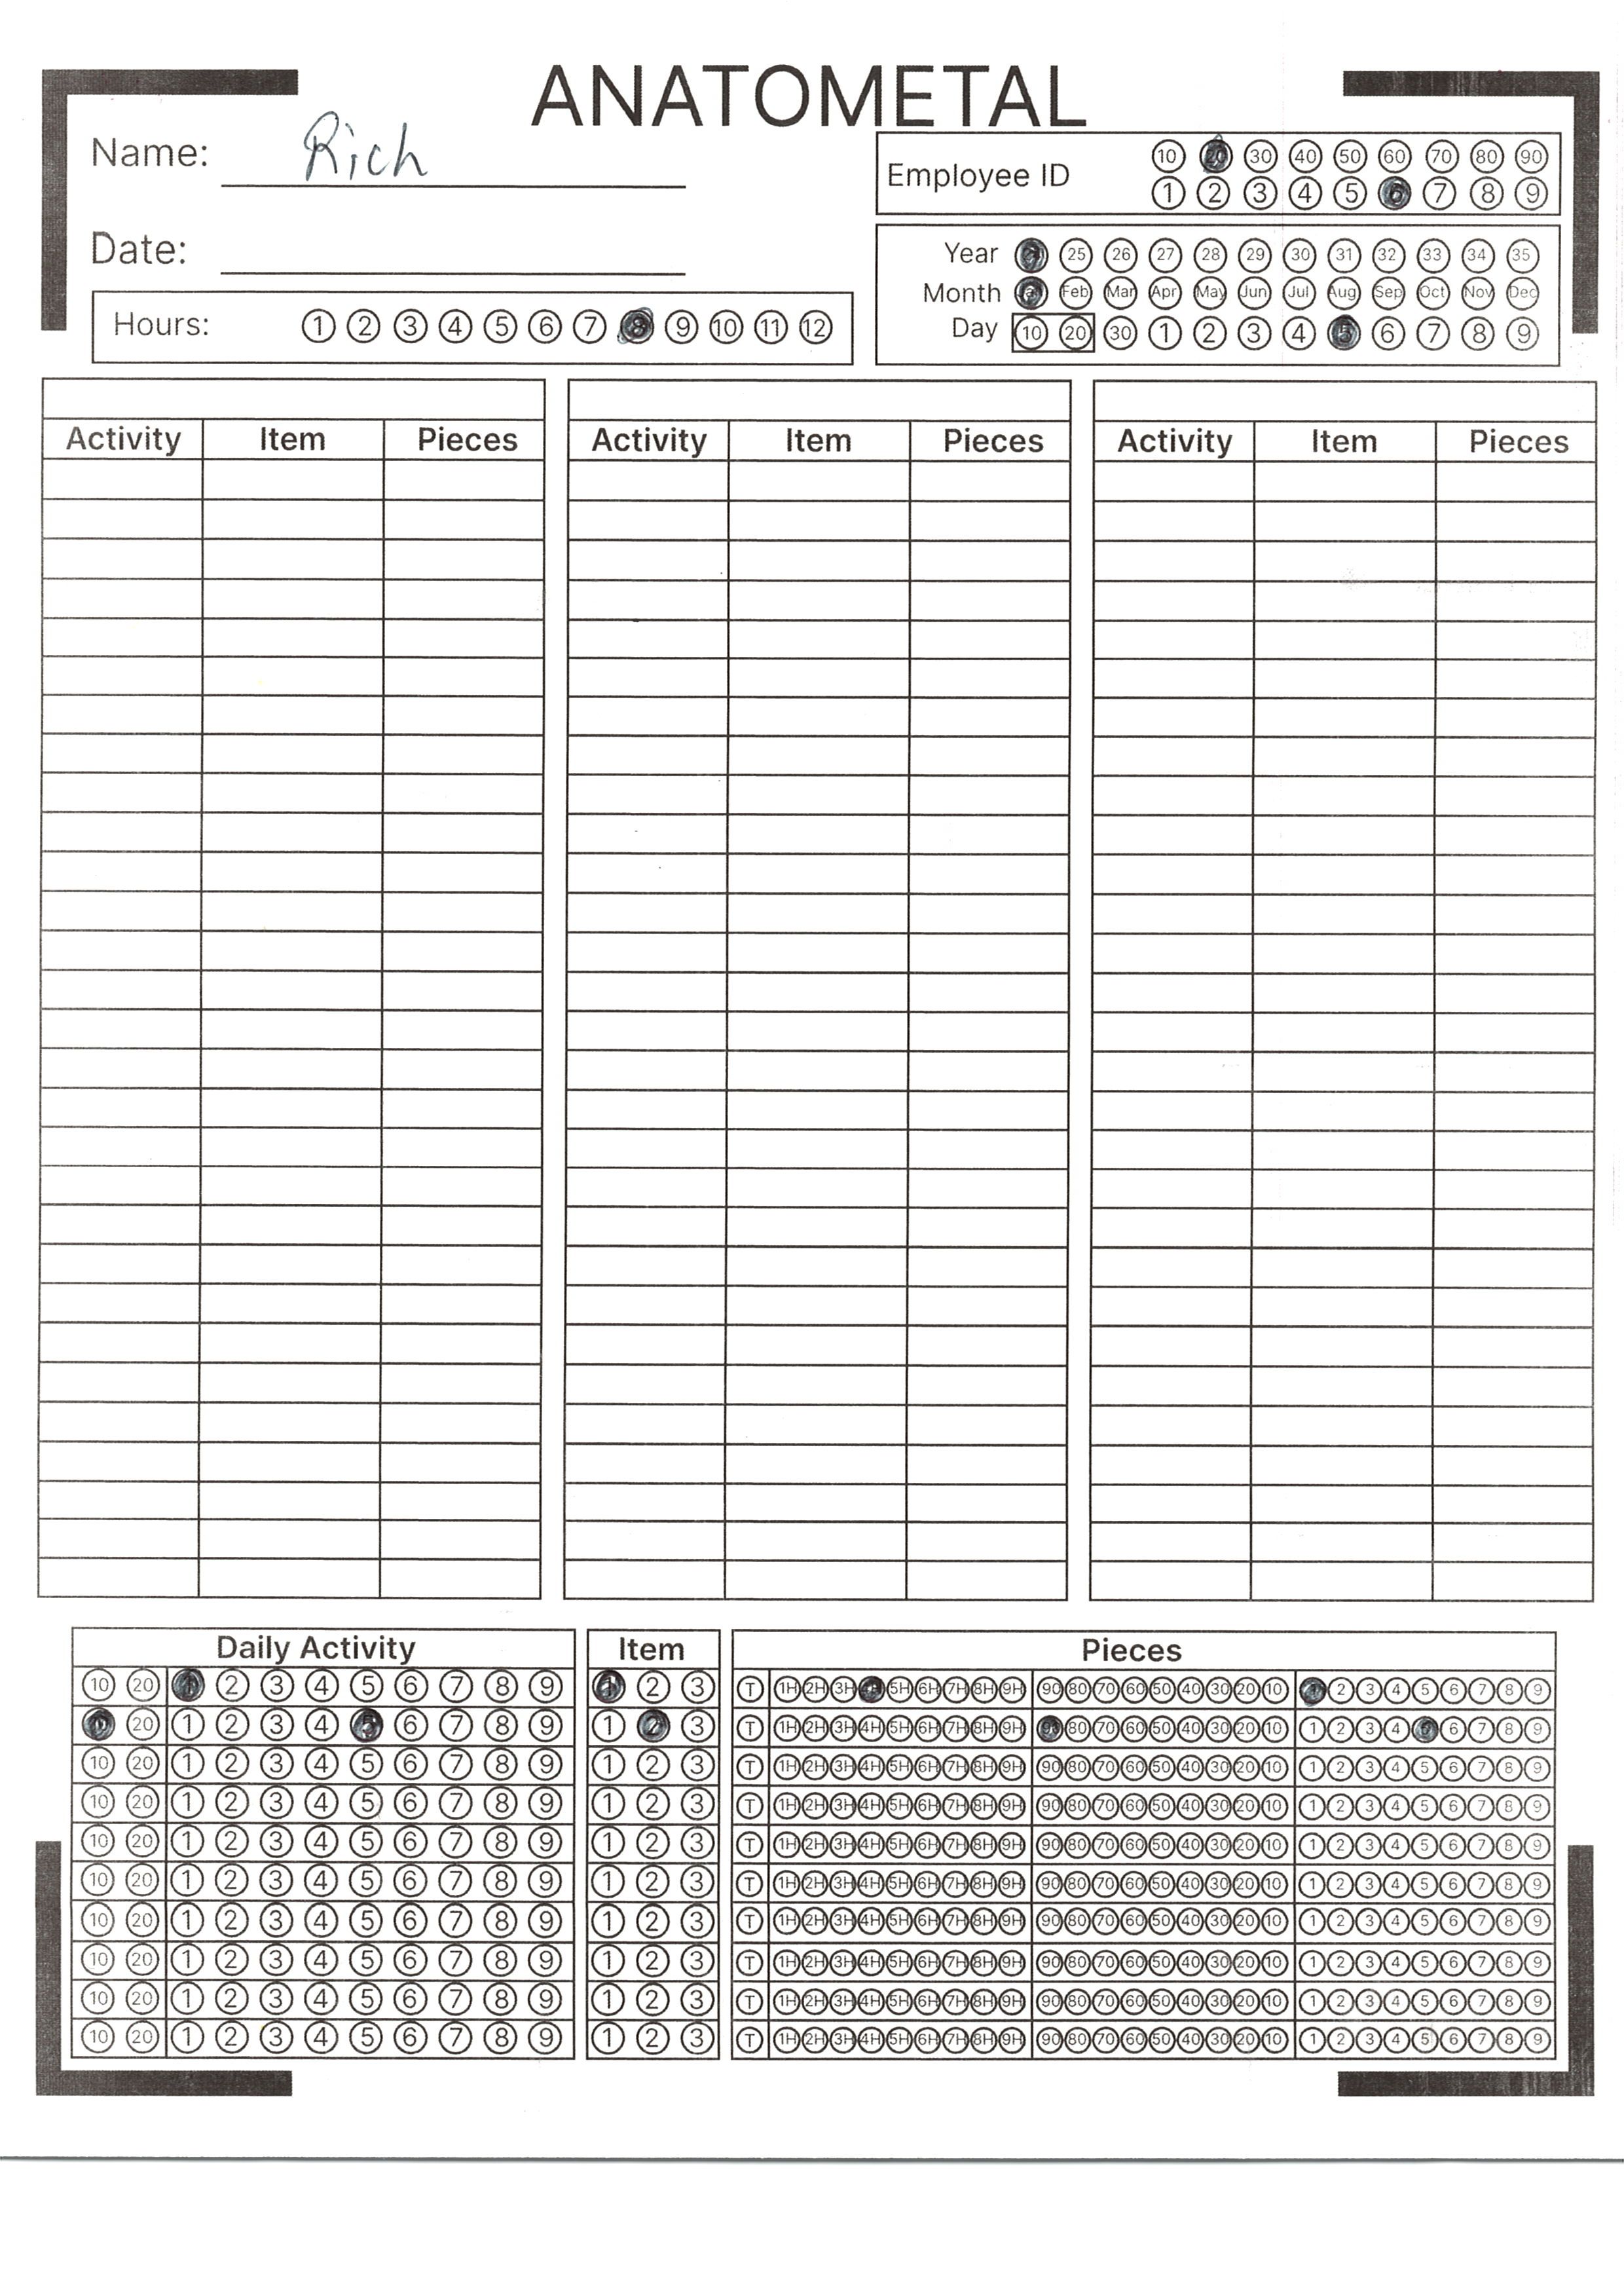 ANATOMETAL
Name: Rich
Employee ID 10 20 30 40 50 60 70 80 90
1 2 3 4 5 6 7 8 9
Date:
Year 25 26 27 28 29 30 31 32 33 34 35
Month Feb Mar Apr May Jun Jul Aug Sep Oct Nov Dec
Hours: 1 2 3 4 5 6 7 8 9 10 11 12
Day 10 20 30 1 2 3 4 5 6 7 8 9
Activity Item Pieces Activity Item Pieces Activity Item Pieces
Daily Activity Item Pieces
10 20 1 2 3 4 5 6 7 8 9 1 2 3 T 1H 2H 3H 4H 5H 6H 7H 8H 9H 90 80 70 60 50 40 30 20 10 1 2 3 4 5 6 7 8 9
10 20 1 2 3 4 5 6 7 8 9 1 2 3 T 1H 2H 3H 4H 5H 6H 7H 8H 9H 90 80 70 60 50 40 30 20 10 1 2 3 4 5 6 7 8 9
10 20 1 2 3 4 5 6 7 8 9 1 2 3 T 1H 2H 3H 4H 5H 6H 7H 8H 9H 90 80 70 60 50 40 30 20 10 1 2 3 4 5 6 7 8 9
10 20 1 2 3 4 5 6 7 8 9 1 2 3 T 1H 2H 3H 4H 5H 6H 7H 8H 9H 90 80 70 60 50 40 30 20 10 1 2 3 4 5 6 7 8 9
10 20 1 2 3 4 5 6 7 8 9 1 2 3 T 1H 2H 3H 4H 5H 6H 7H 8H 9H 90 80 70 60 50 40 30 20 10 1 2 3 4 5 6 7 8 9
10 20 1 2 3 4 5 6 7 8 9 1 2 3 T 1H 2H 3H 4H 5H 6H 7H 8H 9H 90 80 70 60 50 40 30 20 10 1 2 3 4 5 6 7 8 9
10 20 1 2 3 4 5 6 7 8 9 1 2 3 T 1H 2H 3H 4H 5H 6H 7H 8H 9H 90 80 70 60 50 40 30 20 10 1 2 3 4 5 6 7 8 9
10 20 1 2 3 4 5 6 7 8 9 1 2 3 T 1H 2H 3H 4H 5H 6H 7H 8H 9H 90 80 70 60 50 40 30 20 10 1 2 3 4 5 6 7 8 9
10 20 1 2 3 4 5 6 7 8 9 1 2 3 T 1H 2H 3H 4H 5H 6H 7H 8H 9H 90 80 70 60 50 40 30 20 10 1 2 3 4 5 6 7 8 9
10 20 1 2 3 4 5 6 7 8 9 1 2 3 T 1H 2H 3H 4H 5H 6H 7H 8H 9H 90 80 70 60 50 40 30 20 10 1 2 3 4 5 6 7 8 9